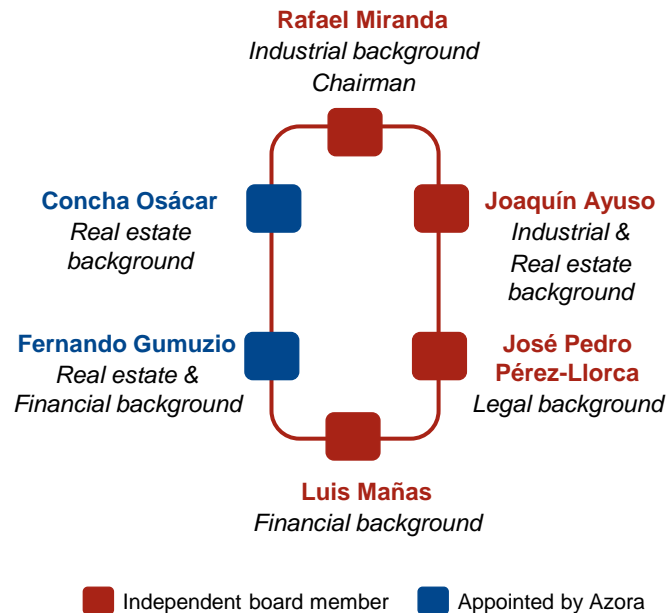 Rafael Miranda
Industrial background
Chairman
Concha Osácar
Real estate
background
Joaquín Ayuso
Industrial &
Real estate
background
Fernando Gumuzio
Real estate &
Financial background
José Pedro
Pérez-Llorca
Legal background
Luis Mañas
Financial background
Independent board member
Appointed by Azora